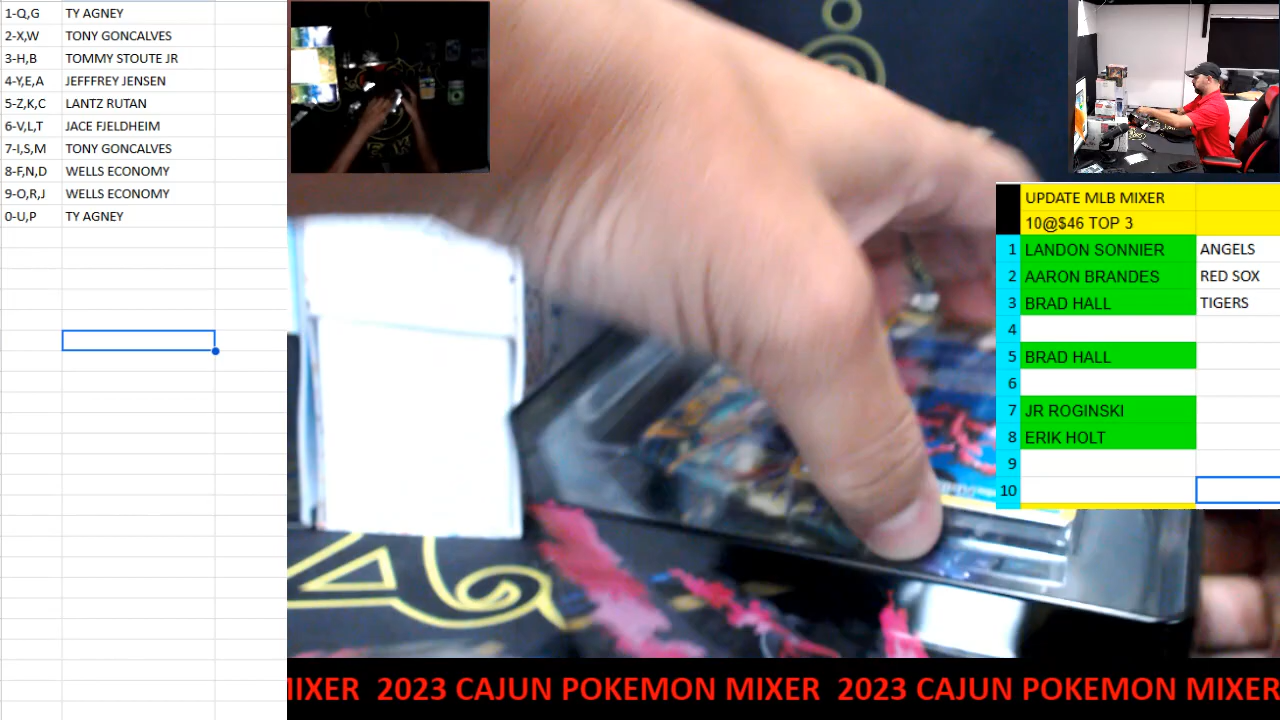 1-Q,G TY AGNEY
2-X,W TONY GONCALVES
3-H,B TOMMY STOUTE JR
4-Y,E,A JEFFFREY JENSEN
5-Z,K,C LANTZ RUTAN
6-V,L,T JACE FJELDHEIM
7-I,S,M TONY GONCALVES
8-F,N,D WELLS ECONOMY
9-O,R,J WELLS ECONOMY
0-U,P TY AGNEY
UPDATE MLB MIXER
10@$46 TOP 3
1 LANDON SONNIER ANGELS
2 AARON BRANDES RED SOX
3 BRAD HALL TIGERS
4
5 BRAD HALL
6
7 JR ROGINSKI
8 ERIK HOLT
9
10
MIXER 2023 CAJUN POKEMON MIXER 2023 CAJUN POKEMON MIXER